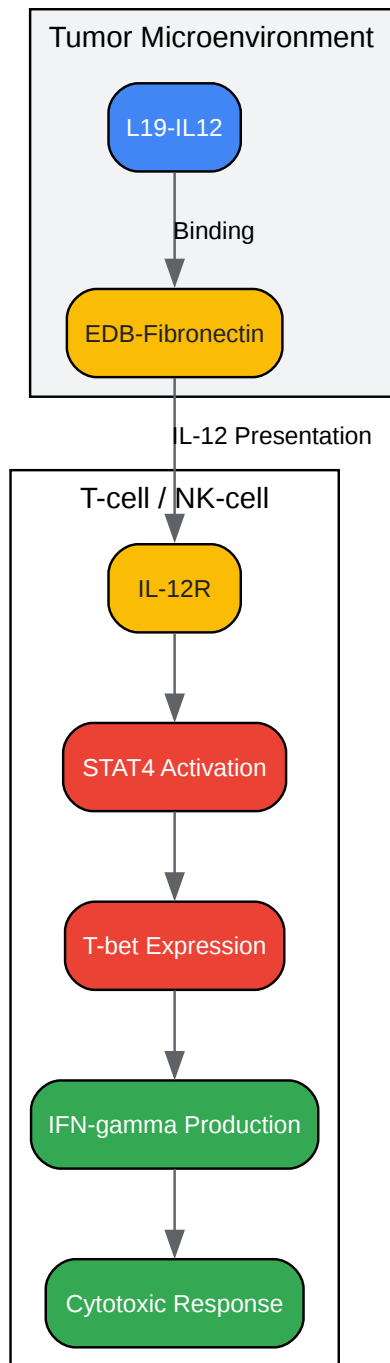 Tumor Microenvironment
L19-IL12
Binding
EDB-Fibronectin
IL-12 Presentation
T-cell / NK-cell
IL-12R
STAT4 Activation
T-bet Expression
IFN-gamma Production
Cytotoxic Response